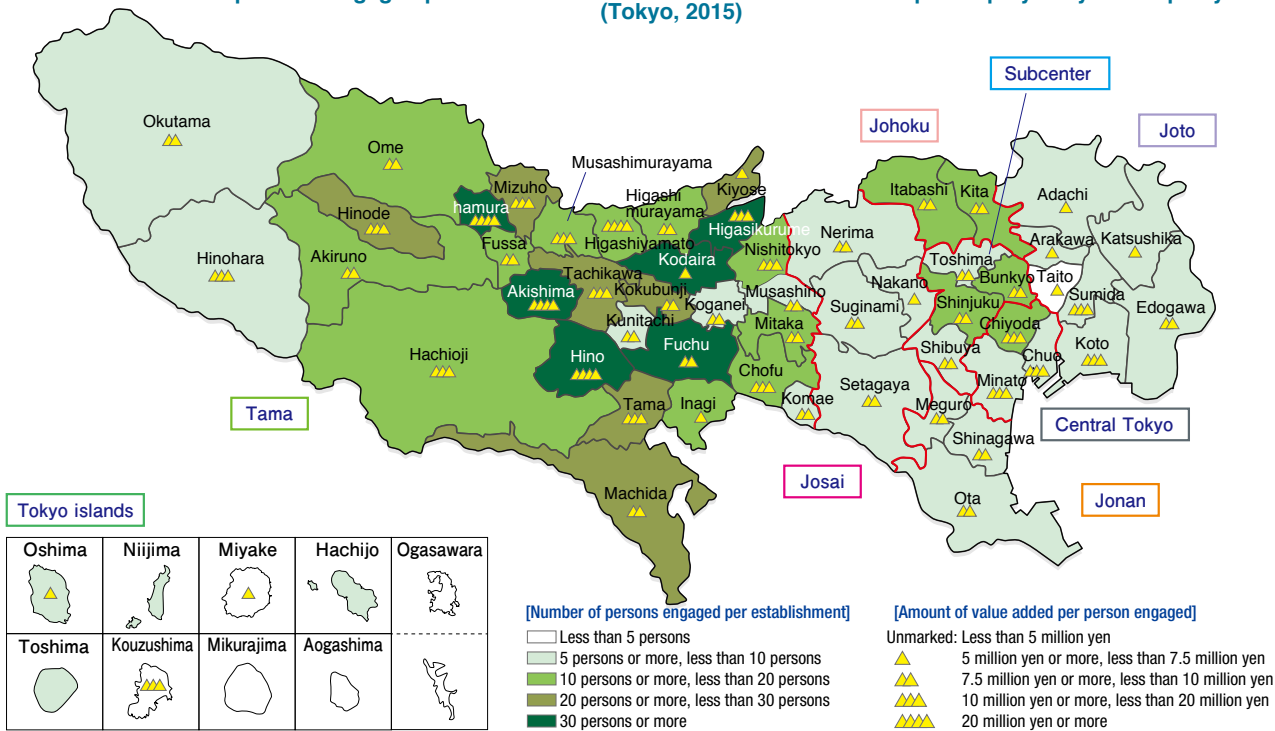 (Tokyo, 2015)
Subcenter
Johoku
Joto
Okutama
Ome
Musashimurayama
Mizuho
Kiyose
Higashi
murayama
hamura
Hinode
Itabashi
Kita
Adachi
Fussa
Higashiyamato
Higasikurume
Nerima
Arakawa
Katsushika
Hinohara
Akiruno
Nishitokyo
Toshima
Kodaira
Tachikawa
Bunkyo
Taito
Akishima
Kokubunji
Musashino
Nakano
Sumida
Koganei
Suginami
Shinjuku
Edogawa
Kunitachi
Mitaka
Chiyoda
Hachioji
Hino
Fuchu
Shibuya
Chuo
Koto
Chofu
Setagaya
Minato
Tama
Tama
Inagi
Komae
Meguro
Central Tokyo
Shinagawa
Josai
Machida
Ota
Jonan
Tokyo islands
Oshima
Niijima
Miyake
Hachijo
Ogasawara
Toshima
Kouzushima
Mikurajima
Aogashima
[Number of persons engaged per establishment]
Less than 5 persons
5 persons or more, less than 10 persons
10 persons or more, less than 20 persons
20 persons or more, less than 30 persons
30 persons or more
[Amount of value added per person engaged]
Unmarked: Less than 5 million yen
5 million yen or more, less than 7.5 million yen
7.5 million yen or more, less than 10 million yen
10 million yen or more, less than 20 million yen
20 million yen or more